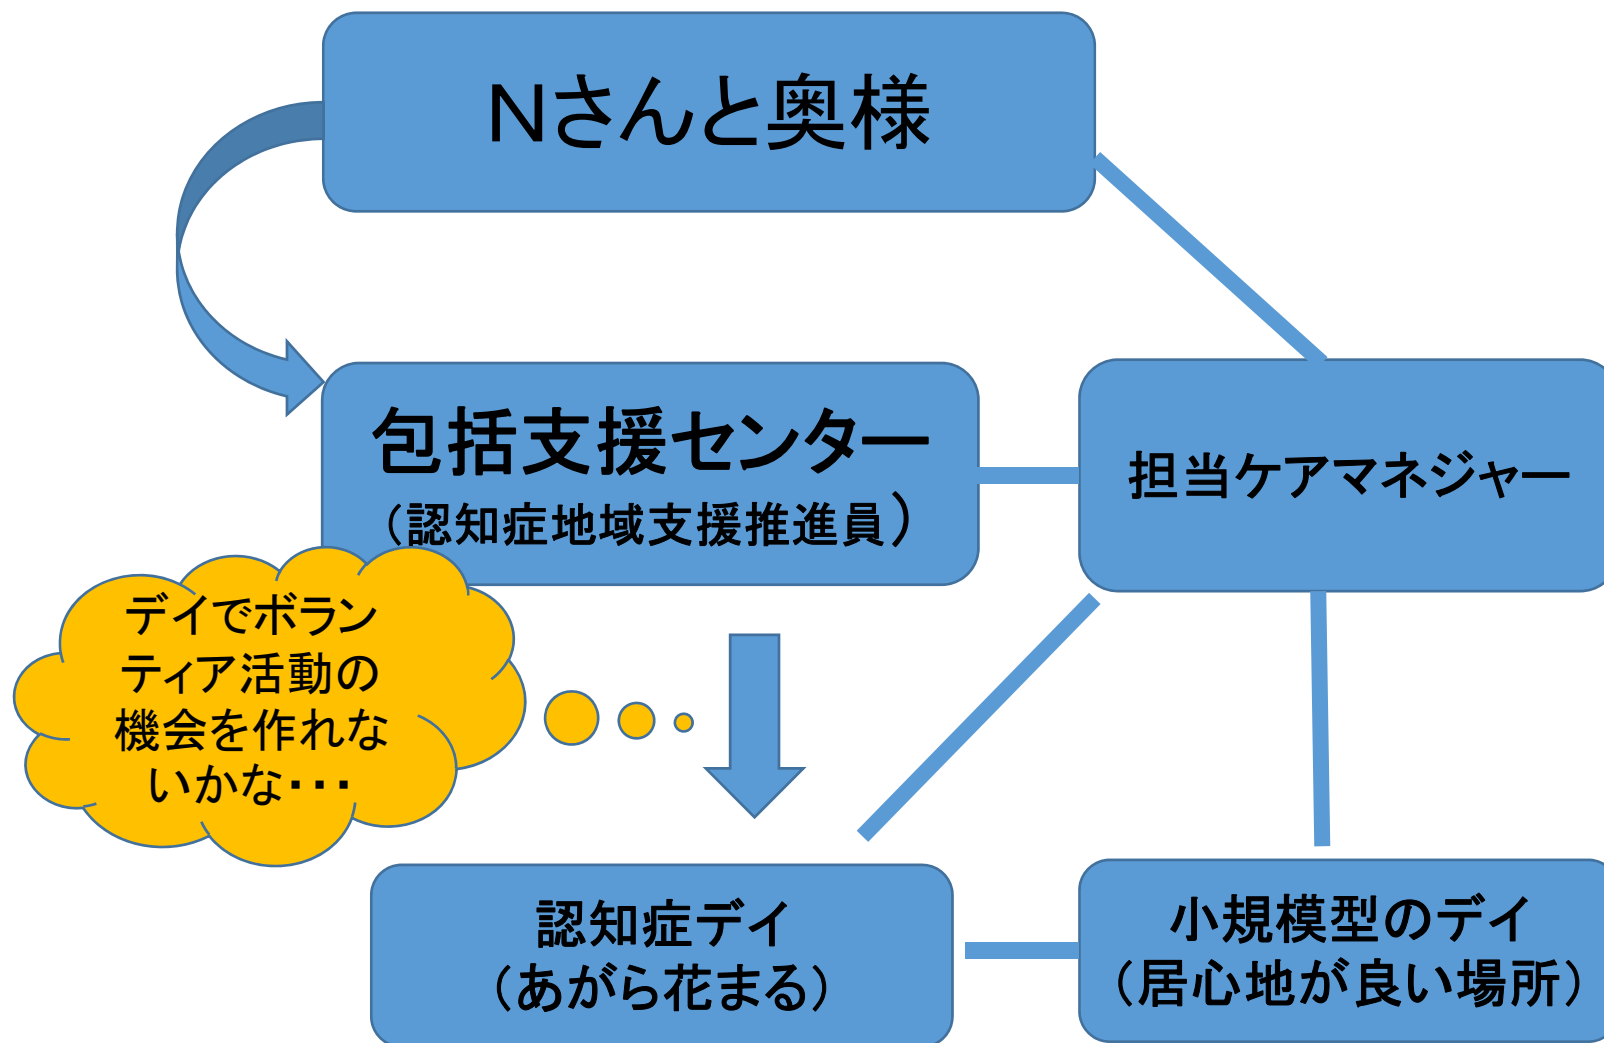 Nさんと奥様
包括支援センター
（認知症地域支援推進員）
担当ケアマネジャー
デイでボラン
ティア活動の
機会を作れな
いかな・・・
認知症デイ
（あがら花まる）
小規模型のデイ
（居心地が良い場所）